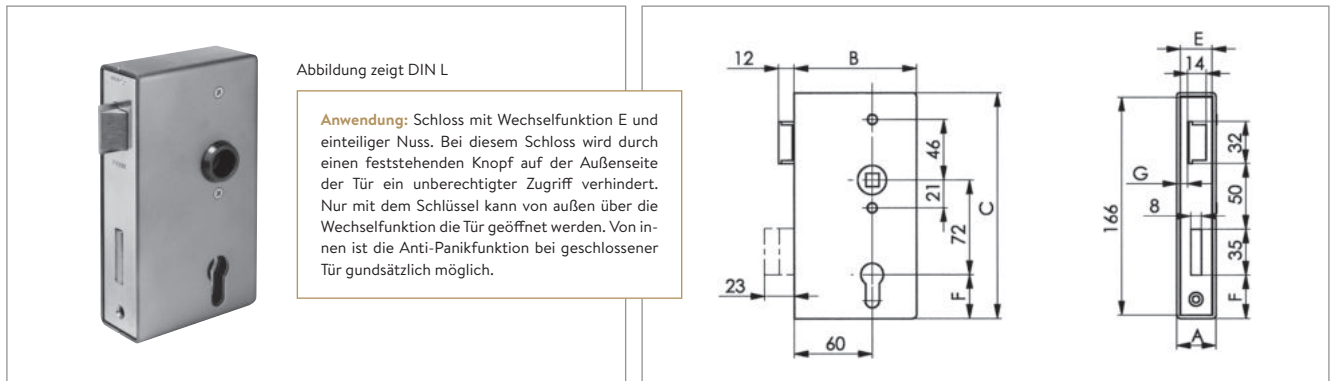 Abbildung zeigt DIN L
Anwendung: Schloss mit Wechselfunktion E und
einteiliger Nuss. Bei diesem Schloss wird durch
einen feststehenden Knopf auf der Außenseite
der Tür ein unberechtigter Zugriff verhindert.
Nur mit dem Schlüssel kann von außen über die
Wechselfunktion die Tür geöffnet werden. Von in-
nen ist die Anti-Panikfunktion bei geschlossener
Tür gundsätzlich möglich.
12
B
46
21
72
C
F
23
60
E
14
32
G
50
8
166
35
F
A